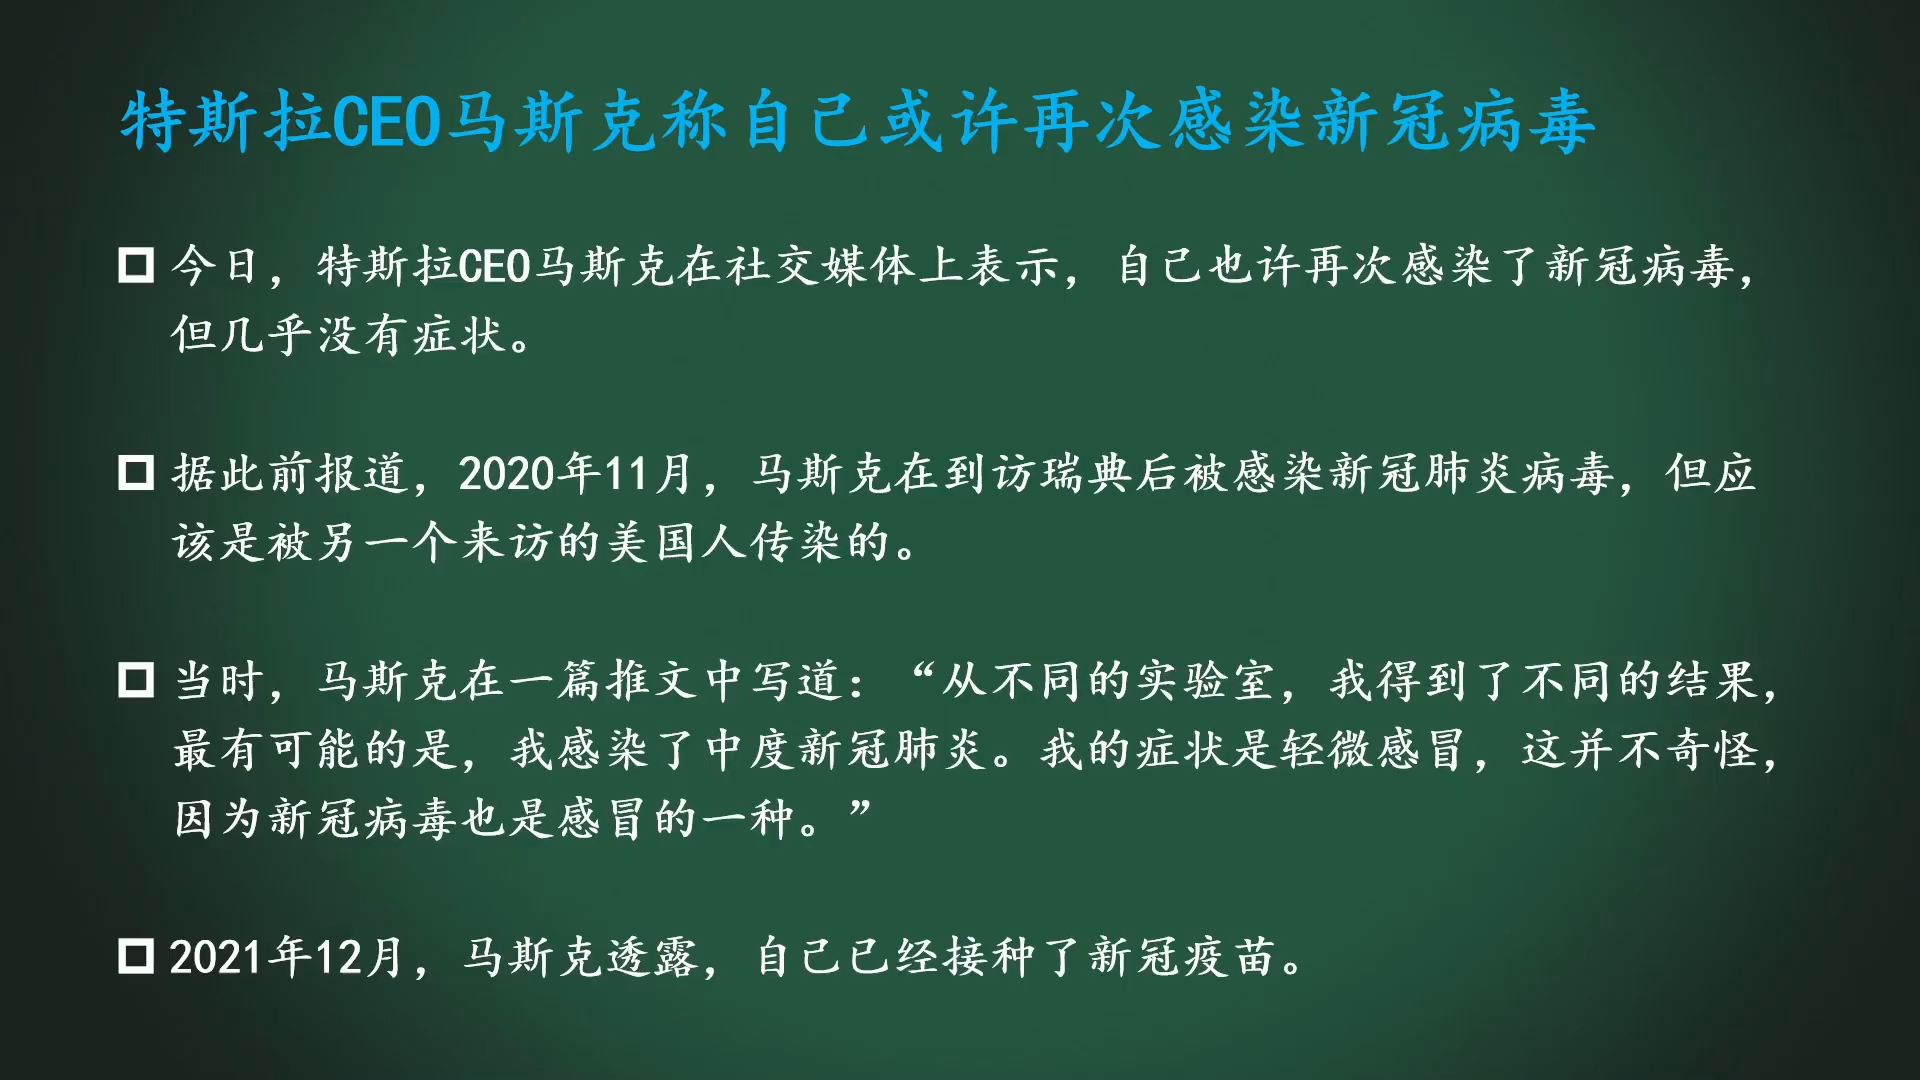 特斯拉CEO马斯克称自己或许再次感染新冠病毒
今日，特斯拉CEO马斯克在社交媒体上表示，自己也许再次感染了新冠病毒，
但几乎没有症状。
据此前报道，2020年11月，马斯克在到访瑞典后被感染新冠肺炎病毒，但应
该是被另一个来访的美国人传染的。
当时，马斯克在一篇推文中写道：“从不同的实验室，我得到了不同的结果，
最有可能的是，我感染了中度新冠肺炎。我的症状是轻微感冒，这并不奇怪，
因为新冠病毒也是感冒的一种。”
2021年12月，马斯克透露，自己已经接种了新冠疫苗。